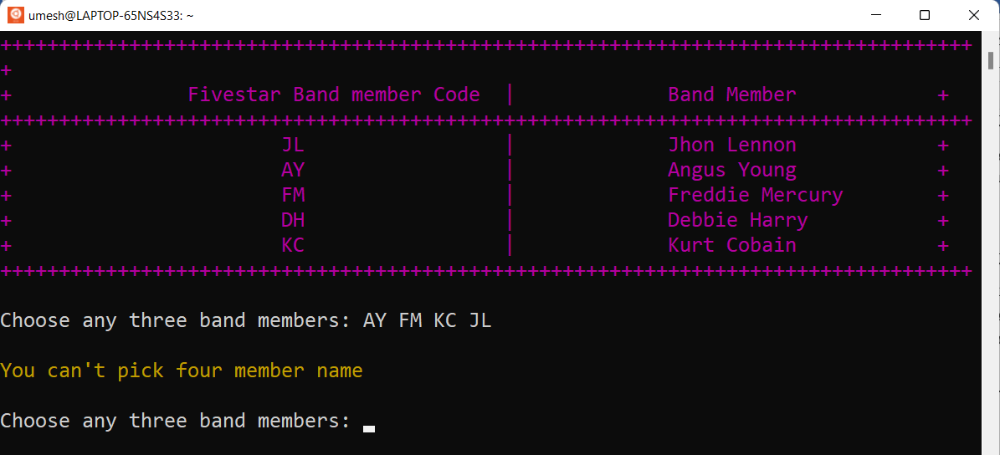 umesh@LAPTOP-65NS4S33: ~
+++++++++++++++++++++++++++++++++++++++++++++++++++++++++++++++++++++++++++++++++++
+
+ Fivestar Band member Code | Band Member +
+++++++++++++++++++++++++++++++++++++++++++++++++++++++++++++++++++++++++++++++++++
+ JL | Jhon Lennon +
+ AY | Angus Young +
+ FM | Freddie Mercury +
+ DH | Debbie Harry +
+ KC | Kurt Cobain +
+++++++++++++++++++++++++++++++++++++++++++++++++++++++++++++++++++++++++++++++++++
Choose any three band members: AY FM KC JL
You can't pick four member name
Choose any three band members: